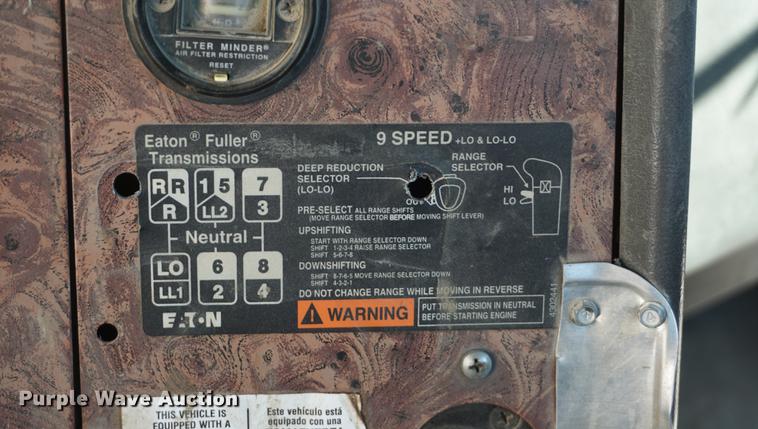 FILTER MINDER®
AIR FILTER RESTRICTION
RESET
Eaton® Fuller®
Transmissions
9 SPEED +LO & LO-LO
R R
R
1 5
LL2
7
3
Neutral
LO
LL1
6
2
8
4
EAT•N
DEEP REDUCTION
SELECTOR
(LO-LO)
OUT
RANGE
SELECTOR
HI
LO
PRE-SELECT ALL RANGE SHIFTS
(MOVE RANGE SELECTOR BEFORE MOVING SHIFT LEVER)
UPSHIFTING
START WITH RANGE SELECTOR DOWN
SHIFT 1-2-3-4 RAISE RANGE SELECTOR
SHIFT 5-6-7-8
DOWNSHIFTING
SHIFT 8-7-6-5 MOVE RANGE SELECTOR DOWN
SHIFT 4-3-2-1
DO NOT CHANGE RANGE WHILE MOVING IN REVERSE
WARNING
PUT TRANSMISSION IN NEUTRAL
BEFORE STARTING ENGINE
4302441
Purple Wave Auction
THIS VEHICLE IS
EQUIPPED WITH A
Este vehículo está
equipado con una